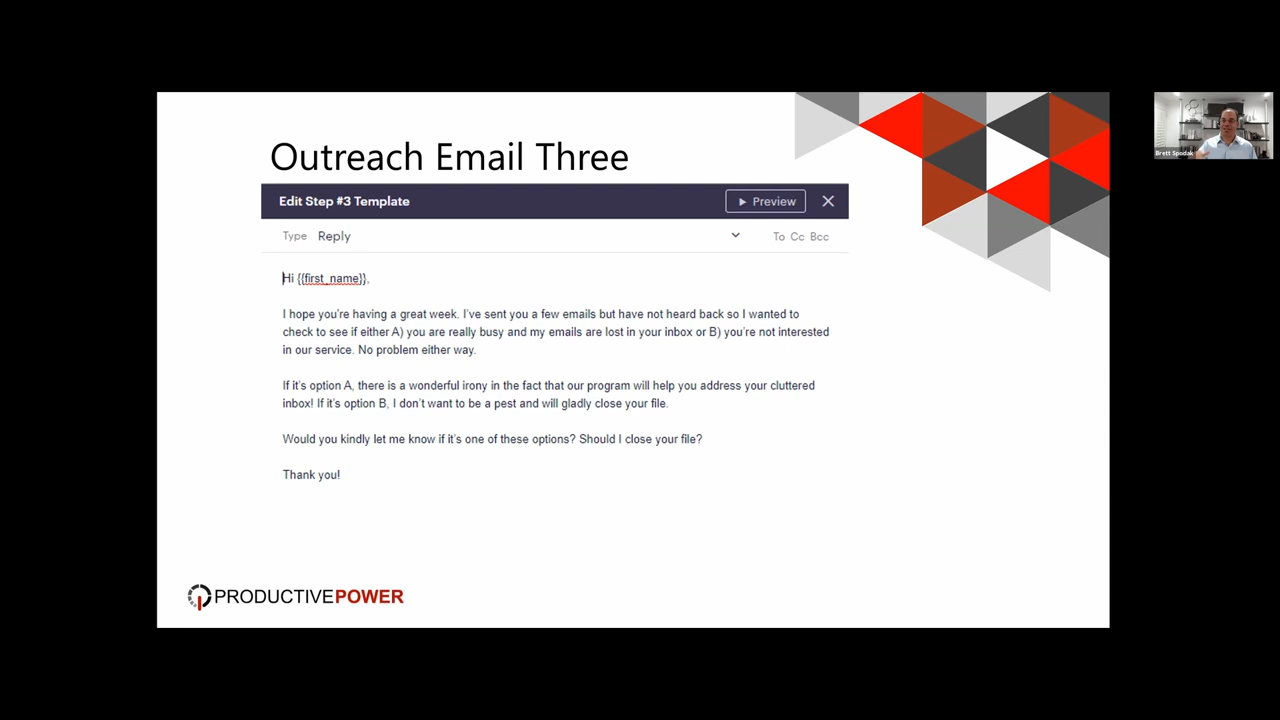 Outreach Email Three
Edit Step #3 Template
Preview
Type Reply
To Cc Bcc
Hi {{first_name}},
I hope you're having a great week. I've sent you a few emails but have not heard back so I wanted to
check to see if either A) you are really busy and my emails are lost in your inbox or B) you're not interested
in our service. No problem either way.
If it's option A, there is a wonderful irony in the fact that our program will help you address your cluttered
inbox! If it's option B, I don't want to be a pest and will gladly close your file.
Would you kindly let me know if it's one of these options? Should I close your file?
Thank you!
PRODUCTIVEPOWER
Brett Spodak